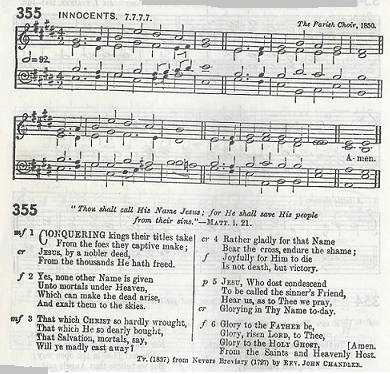 355 INNOCENTS. 7.7.7.7. The Parish Choir, 1850.
=92.
A-men.
355 "Thou shalt call His Name Jesus; for He shall save His people
from their sins."—MATT. i. 21.
mf 1 CONQUERING kings their titles take
From the foes they captive make;
cr Jesus, by a nobler deed,
From the thousands He hath freed.
f 2 Yes, none other Name is given
Unto mortals under Heaven,
Which can make the dead arise,
And exalt them to the skies.
mf 3 That which CHRIST so hardly wrought,
That which He so dearly bought,
That Salvation, mortals, say,
Will ye madly cast away?
cr 4 Rather gladly for that Name
Bear the cross, endure the shame;
f Joyfully for Him to die
Is not death, but victory.
p 5 JESU, Who dost condescend
To be called the sinner's Friend,
Hear us, as to Thee we pray,
cr Glorying in Thy Name to-day.
f 6 Glory to the FATHER be,
Glory, risen LORD, to Thee,
Glory to the HOLY GHOST, [Amen.
From the Saints and Heavenly Host.
Tr. (1837) from Nevers Breviary (1727) by REV. JOHN CHANDLER.